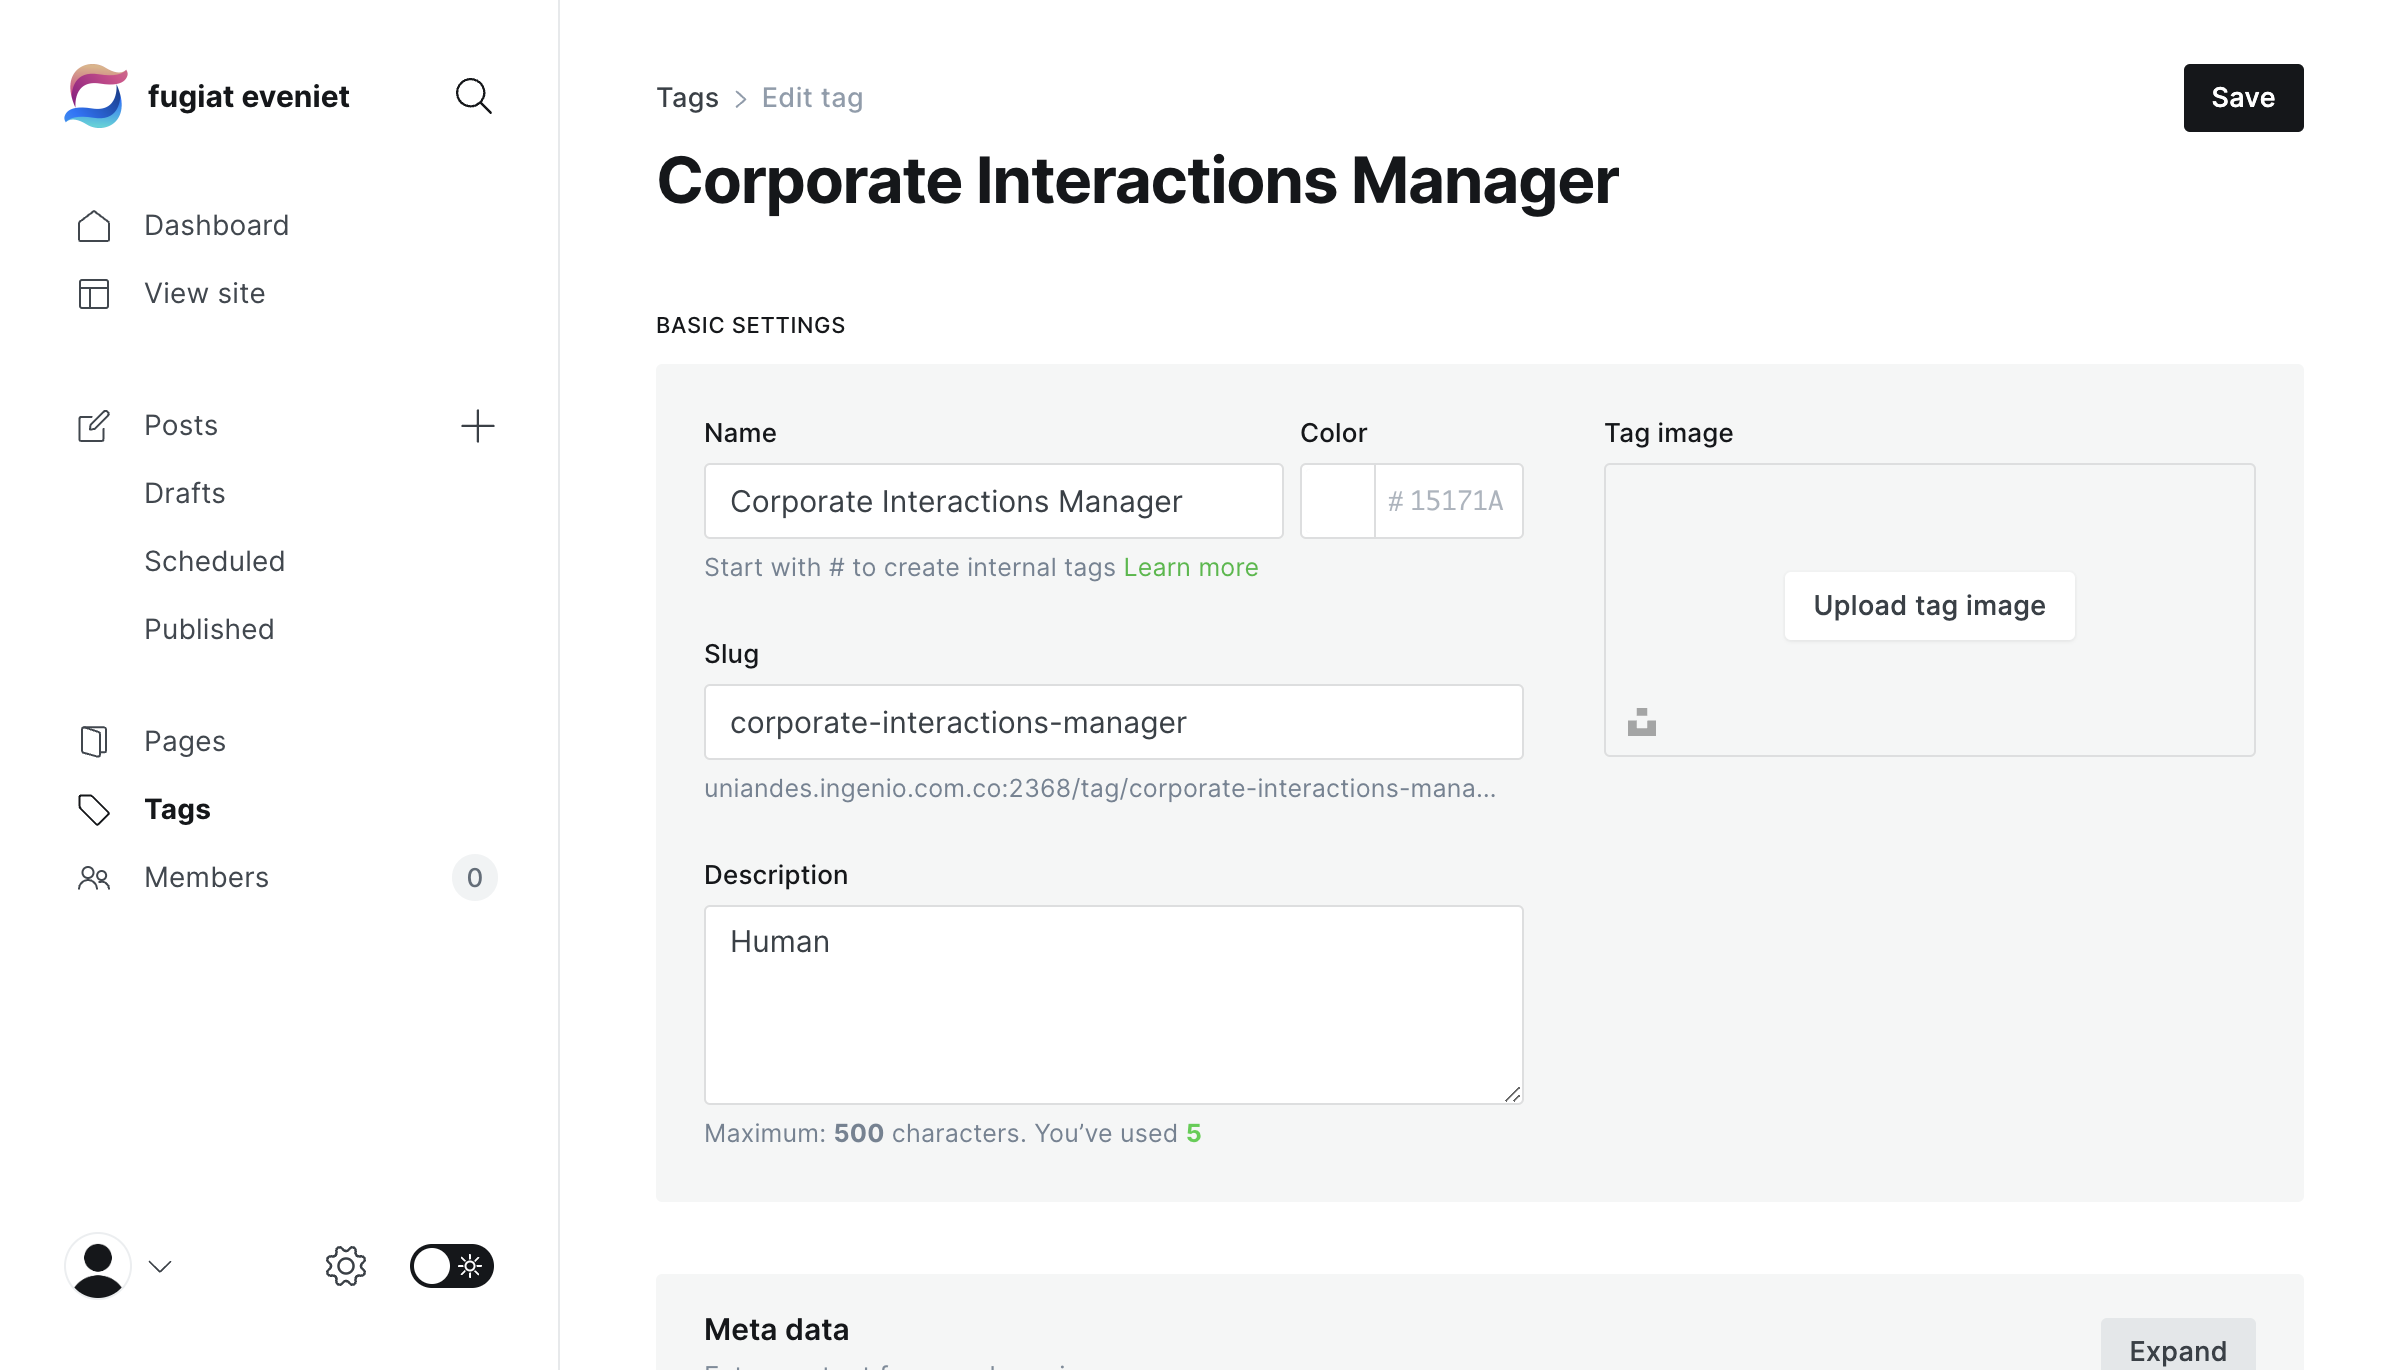 fugiat eveniet
Dashboard
View site
Posts
Drafts
Scheduled
Published
Pages
Tags
Members
0
Tags > Edit tag
Save
Corporate Interactions Manager
BASIC SETTINGS
Name
Corporate Interactions Manager
Start with # to create internal tags Learn more
Color
# 15171A
Slug
corporate-interactions-manager
uniandes.ingenio.com.co:2368/tag/corporate-interactions-mana...
Description
Human
Maximum: 500 characters. You’ve used 5
Tag image
Upload tag image
Meta data
Expand